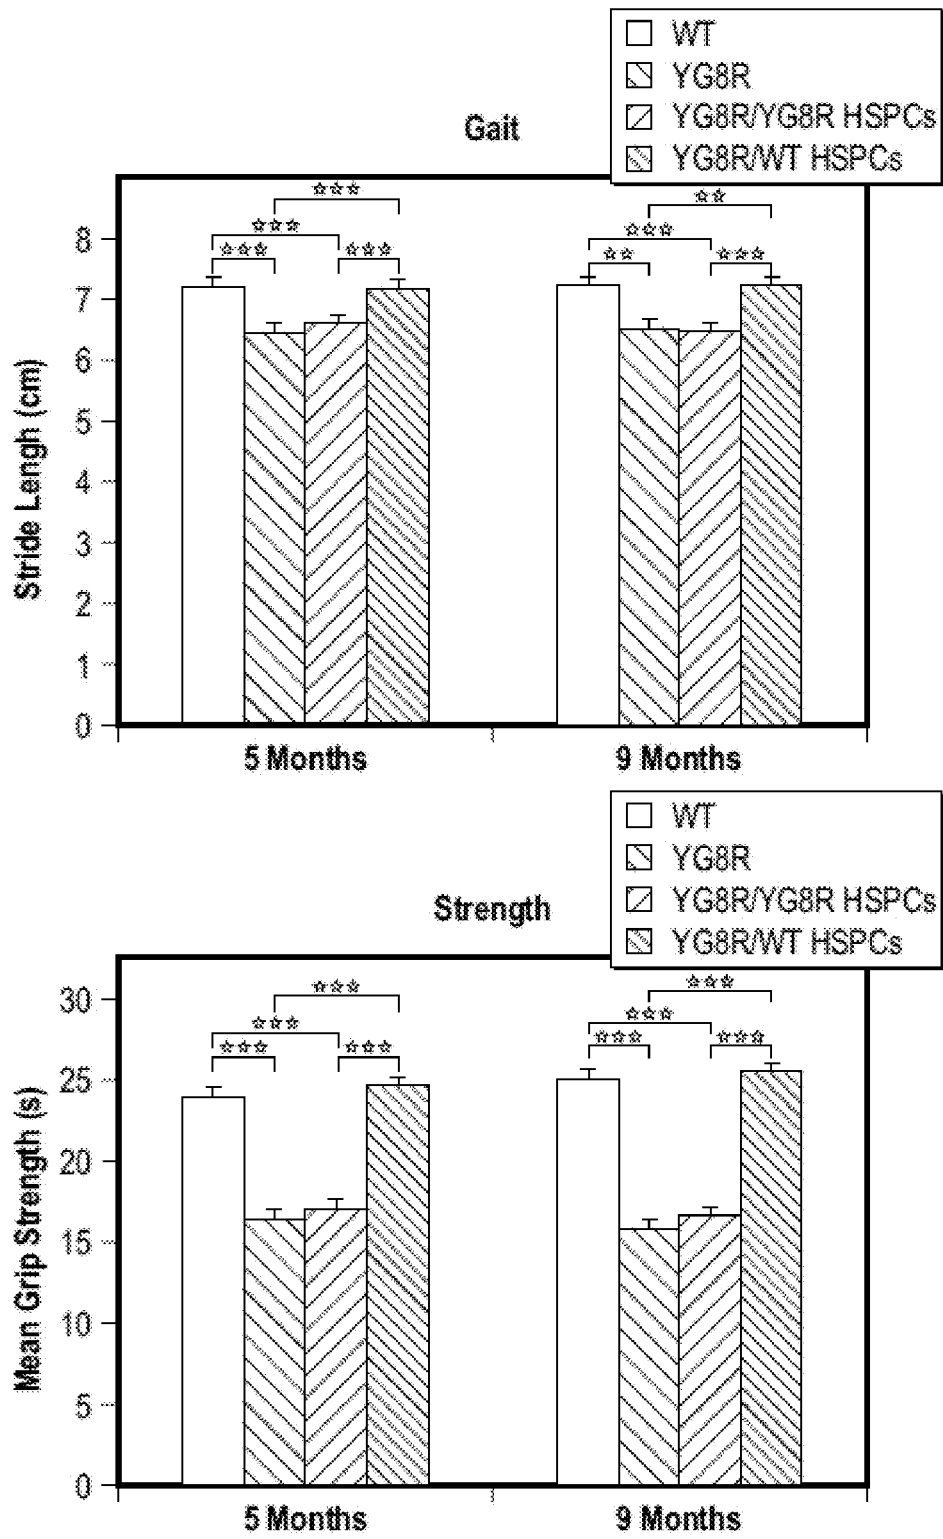 WT
YG8R
YG8R/YG8R HSPCs
YG8R/WT HSPCs
Gait
☆☆☆
☆☆
☆☆☆
☆☆☆
☆☆☆
☆☆☆
☆☆
☆☆☆
8
7
6
5
4
3
2
1
0
Stride Lengh (cm)
5 Months
9 Months
WT
YG8R
YG8R/YG8R HSPCs
YG8R/WT HSPCs
Strength
☆☆☆
☆☆☆
☆☆☆
☆☆☆
☆☆☆
☆☆☆
☆☆☆
☆☆☆
30
25
20
15
10
5
0
Mean Grip Strength (s)
5 Months
9 Months